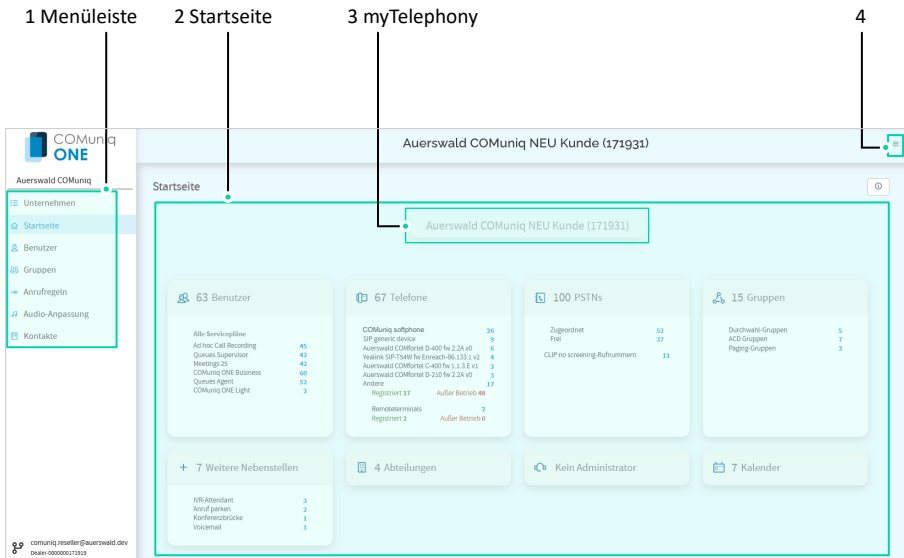 1 Menüleiste
2 Startseite
3 myTelephony
4
COMuniq
ONE
Auerswald COMuniq NEU Kunde (171931)
Auerswald COMuniq
Startseite
Unternehmen
Startseite
Benutzer
Gruppen
Anrufregeln
Audio-Anpassung
Kontakte
Auerswald COMuniq NEU Kunde (171931)
63 Benutzer
Alle Servicepläne
Ad hoc Call Recording 45
Queues Supervisor 42
Meetings 25 42
COMuniq ONE Business 60
Queues Agent 52
COMuniq ONE Light 3
67 Telefone
COMuniq softphone 26
SIP generic device 9
Auerswald COMfortel D-400 fw 2.2A v0 6
Yealink SIP-T54W fw Enreach-86.133.1 v2 4
Auerswald COMfortel C-400 fw 1.1.3.E v1 3
Auerswald COMfortel D-210 fw 2.2A v0 3
Andere 17
Registriert 17 Außer Betrieb 48
Remoteterminals 2
Registriert 2 Außer Betrieb 0
100 PSTNs
Zugeordnet 52
Frei 37
CLIP no screening-Rufnummern 11
15 Gruppen
Durchwahl-Gruppen 5
ACD Gruppen 7
Paging-Gruppen 3
7 Weitere Nebenstellen
IVR-Attendant 3
Anruf parken 2
Konferenzbrücke 1
Voicemail 1
4 Abteilungen
Kein Administrator
7 Kalender
comuniq.reseller@auerswald.dev
Dealer-0000000171919